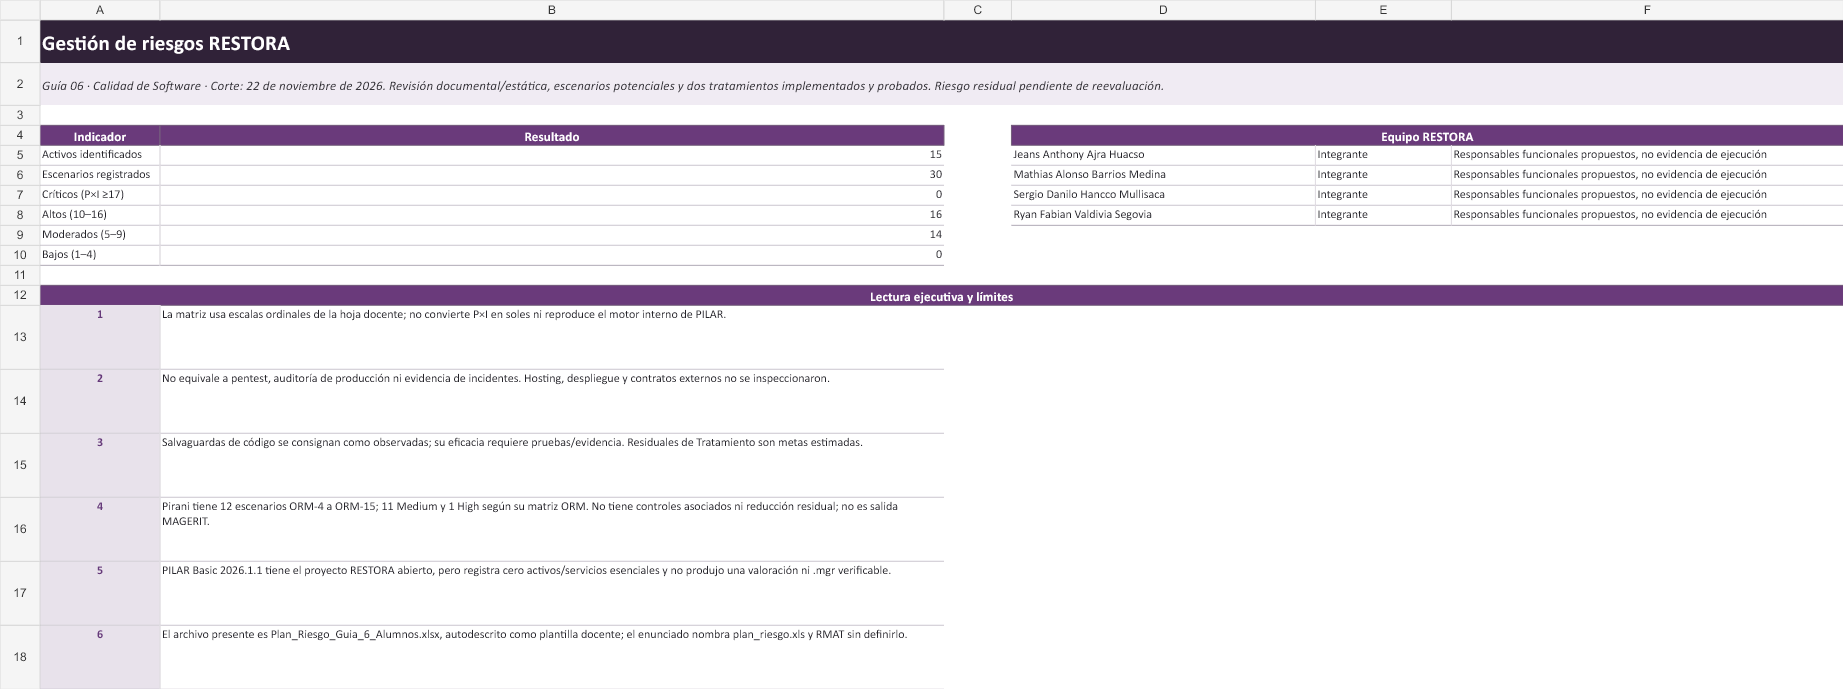 A B C D E F
1 Gestión de riesgos RESTORA
2 Guía 06 · Calidad de Software · Corte: 22 de noviembre de 2026. Revisión documental/estática, escenarios potenciales y dos tratamientos implementados y probados. Riesgo residual pendiente de reevaluación.
3
4 Indicador Resultado Equipo RESTORA
5 Activos identificados 15 Jeans Anthony Ajra Huacso Integrante Responsables funcionales propuestos, no evidencia de ejecución
6 Escenarios registrados 30 Mathias Alonso Barrios Medina Integrante Responsables funcionales propuestos, no evidencia de ejecución
7 Críticos (P×I ≥17) 0 Sergio Danilo Hancco Mullisaca Integrante Responsables funcionales propuestos, no evidencia de ejecución
8 Altos (10–16) 16 Ryan Fabian Valdivia Segovia Integrante Responsables funcionales propuestos, no evidencia de ejecución
9 Moderados (5–9) 14
10 Bajos (1–4) 0
11
12 Lectura ejecutiva y límites
13 1 La matriz usa escalas ordinales de la hoja docente; no convierte P×I en soles ni reproduce el motor interno de PILAR.
14 2 No equivale a pentest, auditoría de producción ni evidencia de incidentes. Hosting, despliegue y contratos externos no se inspeccionaron.
15 3 Salvaguardas de código se consignan como observadas; su eficacia requiere pruebas/evidencia. Residuales de Tratamiento son metas estimadas.
16 4 Pirani tiene 12 escenarios ORM-4 a ORM-15; 11 Medium y 1 High según su matriz ORM. No tiene controles asociados ni reducción residual; no es salida
MAGERIT.
17 5 PILAR Basic 2026.1.1 tiene el proyecto RESTORA abierto, pero registra cero activos/servicios esenciales y no produjo una valoración ni .mgr verificable.
18 6 El archivo presente es Plan_Riesgo_Guia_6_Alumnos.xlsx, autodescrito como plantilla docente; el enunciado nombra plan_riesgo.xls y RMAT sin definirlo.